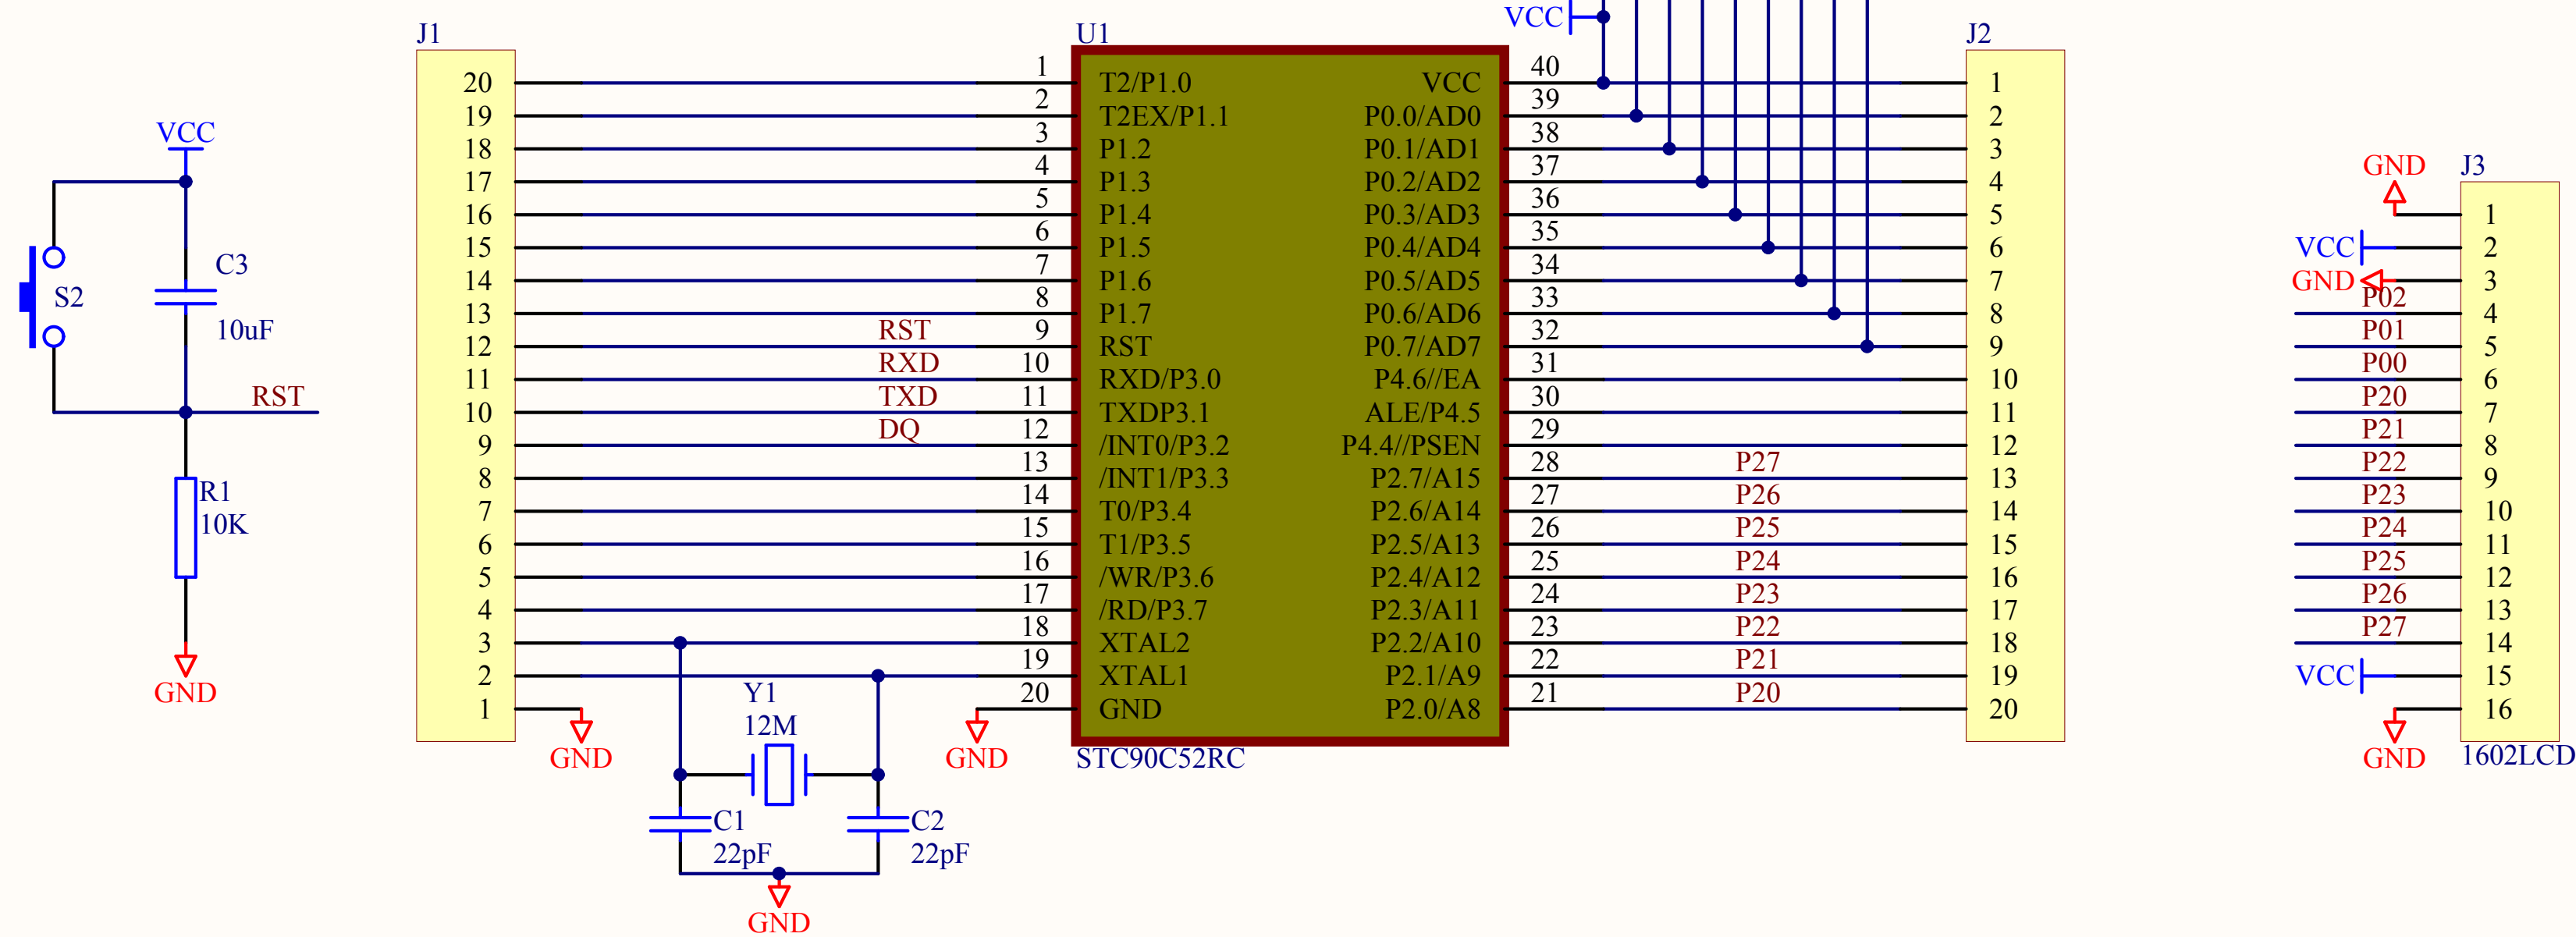 VCC
S2
C3
10uF
RST
R1
10K
GND
J1
20
19
18
17
16
15
14
13
12
11
10
9
8
7
6
5
4
3
2
1
GND
RST
RXD
TXD
DQ
Y1
12M
C1
22pF
C2
22pF
GND
GND
U1
1 T2/P1.0
2 T2EX/P1.1
3 P1.2
4 P1.3
5 P1.4
6 P1.5
7 P1.6
8 P1.7
9 RST
10 RXD/P3.0
11 TXDP3.1
12 /INT0/P3.2
13 /INT1/P3.3
14 T0/P3.4
15 T1/P3.5
16 /WR/P3.6
17 /RD/P3.7
18 XTAL2
19 XTAL1
20 GND
VCC 40
P0.0/AD0 39
P0.1/AD1 38
P0.2/AD2 37
P0.3/AD3 36
P0.4/AD4 35
P0.5/AD5 34
P0.6/AD6 33
P0.7/AD7 32
P4.6//EA 31
ALE/P4.5 30
P4.4//PSEN 29
P2.7/A15 28
P2.6/A14 27
P2.5/A13 26
P2.4/A12 25
P2.3/A11 24
P2.2/A10 23
P2.1/A9 22
P2.0/A8 21
STC90C52RC
VCC
P27
P26
P25
P24
P23
P22
P21
P20
J2
1
2
3
4
5
6
7
8
9
10
11
12
13
14
15
16
17
18
19
20
J3
GND 1
VCC 2
GND 3
P02 4
P01 5
P00 6
P20 7
P21 8
P22 9
P23 10
P24 11
P25 12
P26 13
P27 14
VCC 15
GND 16
1602LCD